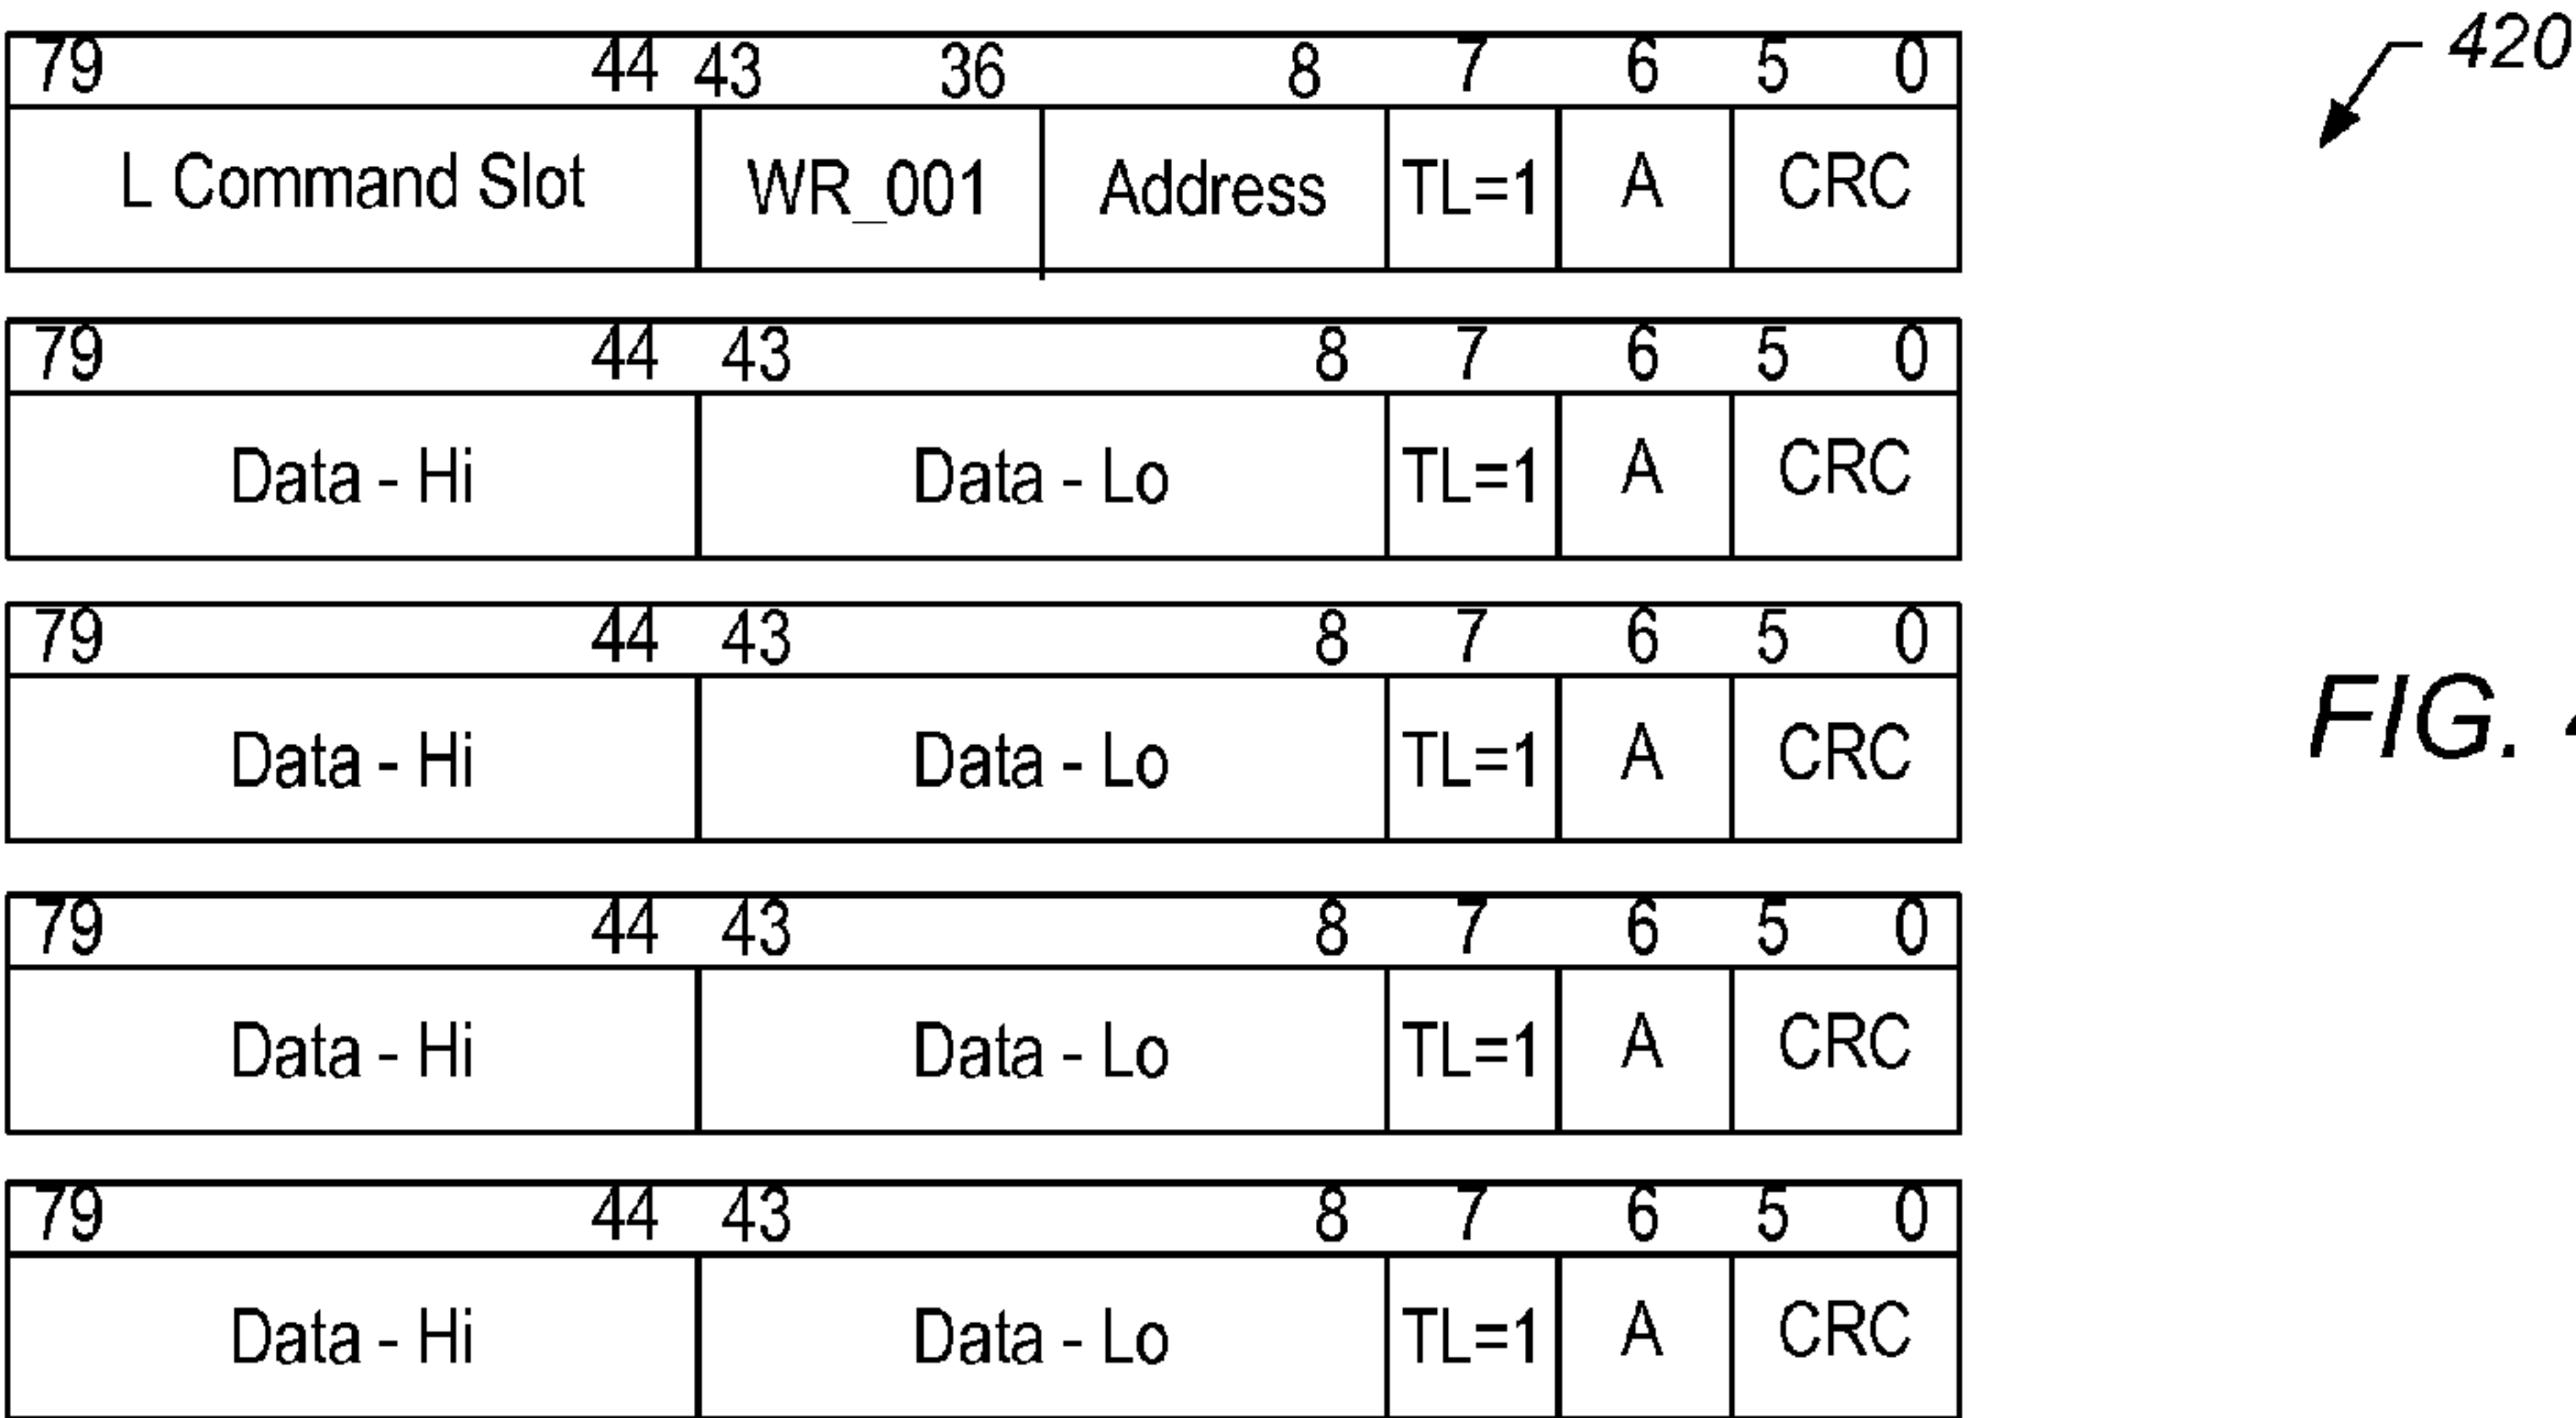 79 44 43 36 8 7 6 5 0
420
L Command Slot WR_001 Address TL=1 A CRC
79 44 43 8 7 6 5 0
Data - Hi Data - Lo TL=1 A CRC
79 44 43 8 7 6 5 0
FIG.
Data - Hi Data - Lo TL=1 A CRC
79 44 43 8 7 6 5 0
Data - Hi Data - Lo TL=1 A CRC
79 44 43 8 7 6 5 0
Data - Hi Data - Lo TL=1 A CRC